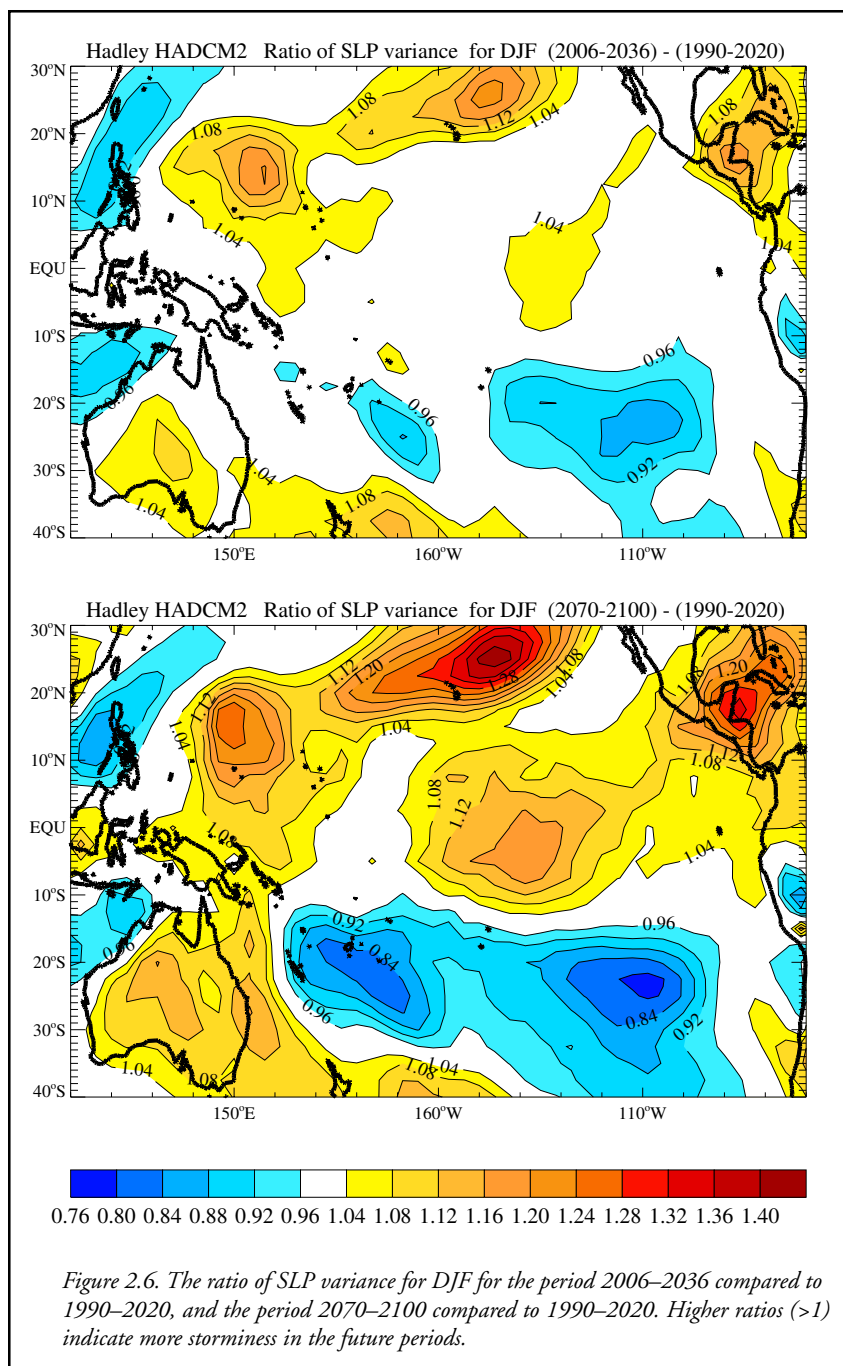 Hadley HADCM2 Ratio of SLP variance for DJF (2006-2036) - (1990-2020)
30°N
20°N
10°N
EQU
10°S
20°S
30°S
40°S
1.08
1.08
1.12
1.04
1.08
1.04
1.04
1.04
0.96
0.96
0.96
0.92
1.04
1.04
1.08
150°E
160°W
110°W
Hadley HADCM2 Ratio of SLP variance for DJF (2070-2100) - (1990-2020)
30°N
20°N
10°N
EQU
10°S
20°S
30°S
40°S
1.12
1.20
1.28
1.08
1.04
1.08
1.20
1.12
1.12
1.04
1.04
1.08
1.08
1.12
1.08
1.04
0.96
0.92
0.84
0.96
0.96
0.84
0.92
1.04
1.08
1.08
1.04
150°E
160°W
110°W
0.76 0.80 0.84 0.88 0.92 0.96 1.04 1.08 1.12 1.16 1.20 1.24 1.28 1.32 1.36 1.40
Figure 2.6. The ratio of SLP variance for DJF for the period 2006–2036 compared to
1990–2020, and the period 2070–2100 compared to 1990–2020. Higher ratios (>1)
indicate more storminess in the future periods.